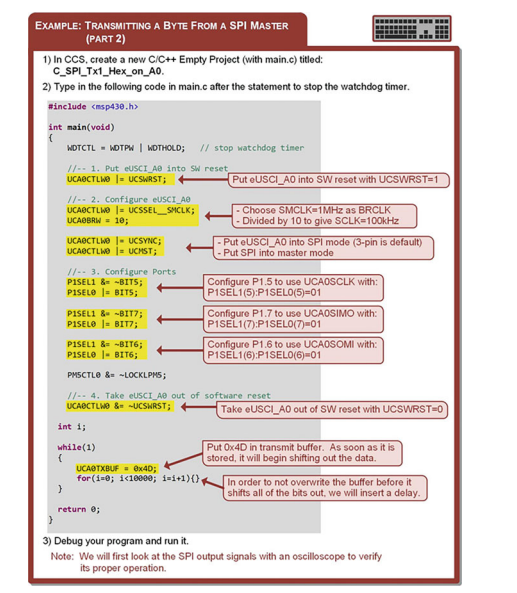 EXAMPLE: TRANSMITTING A BYTE FROM A SPI MASTER
(PART 2)
1) In CCS, create a new C/C++ Empty Project (with main.c) titled:
C_SPI_Tx1_Hex_on_A0.
2) Type in the following code in main.c after the statement to stop the watchdog timer.
#include <msp430.h>
int main(void)
{
WDTCTL = WDTPW | WDTHOLD; // stop watchdog timer
//-- 1. Put eUSCI_A0 into SW reset
UCA0CTLW0 |= UCSWRST;
Put eUSCI_A0 into SW reset with UCSWRST=1
//-- 2. Configure eUSCI_A0
UCA0CTLW0 |= UCSSEL__SMCLK;
UCA0BRW = 10;
- Choose SMCLK=1MHz as BRCLK
- Divided by 10 to give SCLK=100kHz
UCA0CTLW0 |= UCSYNC;
UCA0CTLW0 |= UCMST;
- Put eUSCI_A0 into SPI mode (3-pin is default)
- Put SPI into master mode
//-- 3. Configure Ports
P1SEL1 &= ~BIT5;
P1SEL0 |= BIT5;
Configure P1.5 to use UCA0SCLK with:
P1SEL1(5):P1SEL0(5)=01
P1SEL1 &= ~BIT7;
P1SEL0 |= BIT7;
Configure P1.7 to use UCA0SIMO with:
P1SEL1(7):P1SEL0(7)=01
P1SEL1 &= ~BIT6;
P1SEL0 |= BIT6;
Configure P1.6 to use UCA0SOMI with:
P1SEL1(6):P1SEL0(6)=01
PM5CTL0 &= ~LOCKLPM5;
//-- 4. Take eUSCI_A0 out of software reset
UCA0CTLW0 &= ~UCSWRST;
Take eUSCI_A0 out of SW reset with UCSWRST=0
int i;
while(1)
{
UCA0TXBUF = 0x4D;
for(i=0; i<10000; i=i+1){}
}
Put 0x4D in transmit buffer. As soon as it is
stored, it will begin shifting out the data.
In order to not overwrite the buffer before it
shifts all of the bits out, we will insert a delay.
return 0;
}
3) Debug your program and run it.
Note: We will first look at the SPI output signals with an oscilloscope to verify
its proper operation.